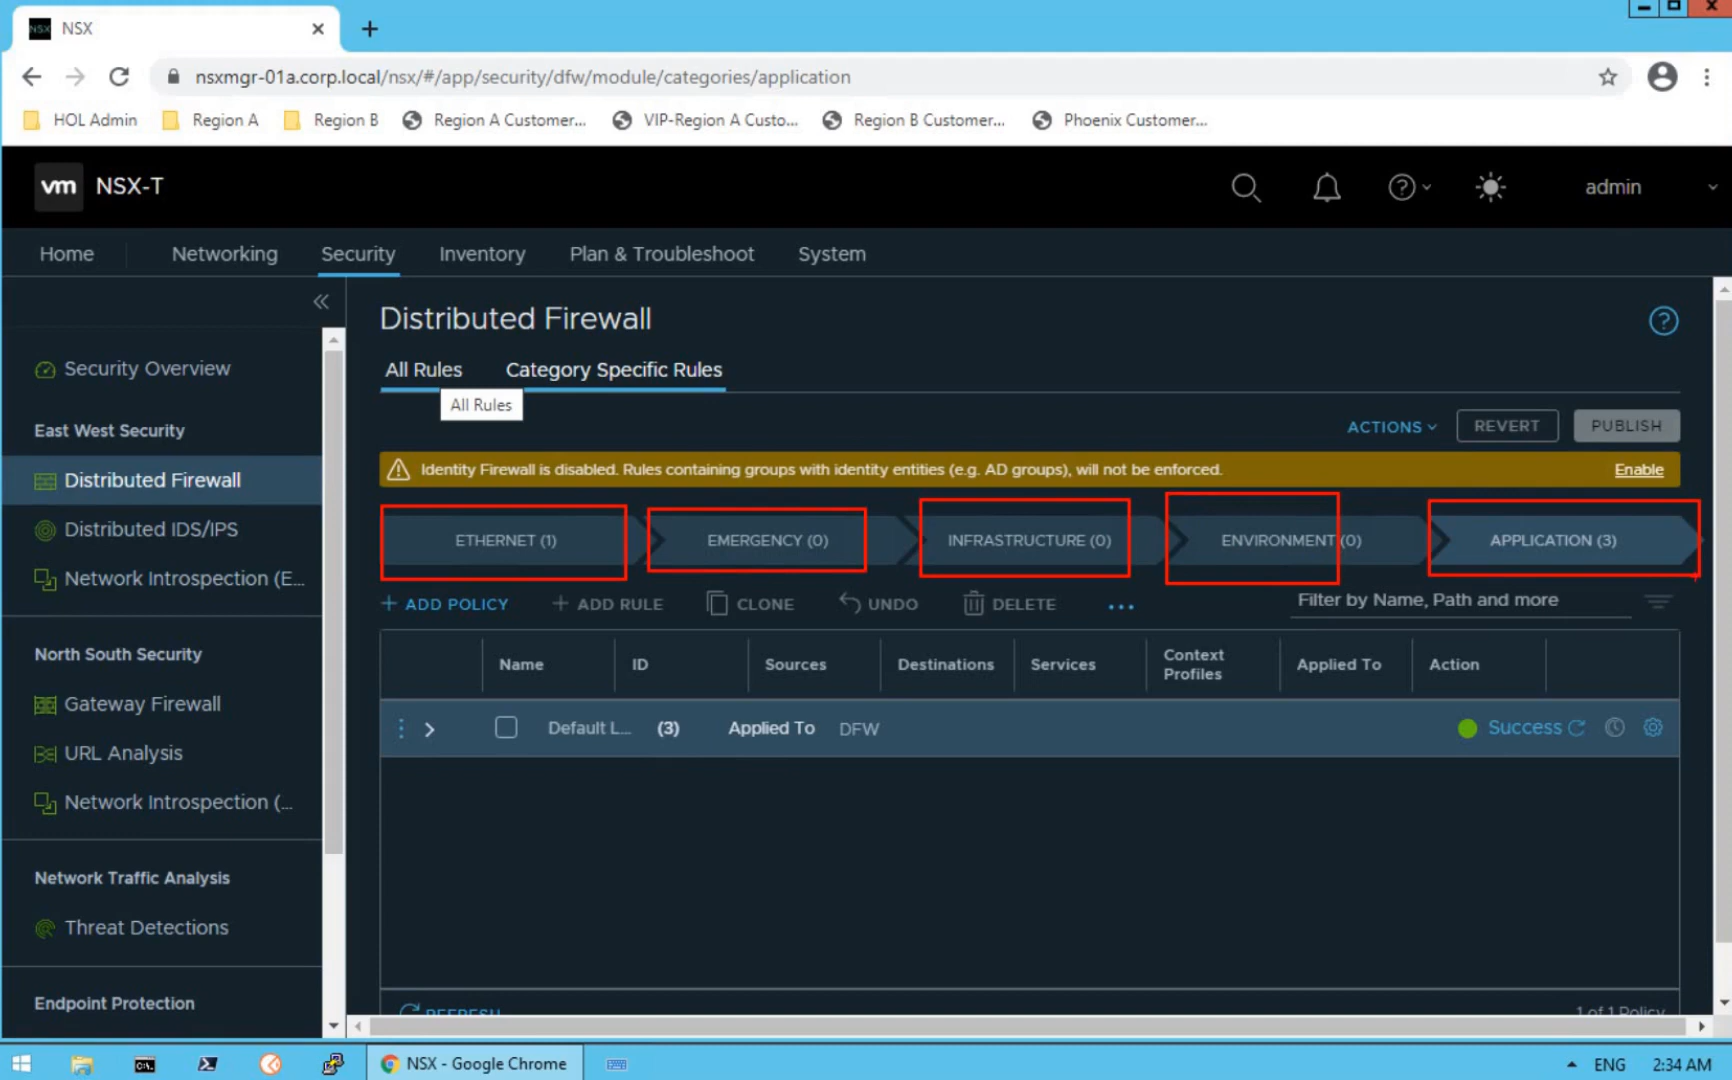 NSX
NSX
nsxmgr-01a.corp.local/nsx/#/app/security/dfw/module/categories/application
HOL Admin
Region A
Region B
Region A Customer...
VIP-Region A Custo...
Region B Customer...
Phoenix Customer...
vm NSX-T
admin
Home
Networking
Security
Inventory
Plan & Troubleshoot
System
Security Overview
East West Security
Distributed Firewall
Distributed IDS/IPS
Network Introspection (E...
North South Security
Gateway Firewall
URL Analysis
Network Introspection (...
Network Traffic Analysis
Threat Detections
Endpoint Protection
Distributed Firewall
All Rules
Category Specific Rules
All Rules
ACTIONS
REVERT
PUBLISH
Identity Firewall is disabled. Rules containing groups with identity entities (e.g. AD groups), will not be enforced.
Enable
ETHERNET (1)
EMERGENCY (0)
INFRASTRUCTURE (0)
ENVIRONMENT (0)
APPLICATION (3)
+ ADD POLICY
+ ADD RULE
CLONE
UNDO
DELETE
...
Filter by Name, Path and more
Name
ID
Sources
Destinations
Services
Context
Profiles
Applied To
Action
Default L... (3) Applied To DFW
Success
REFRESH
1 of 1 Policy
NSX - Google Chrome
ENG
2:34 AM